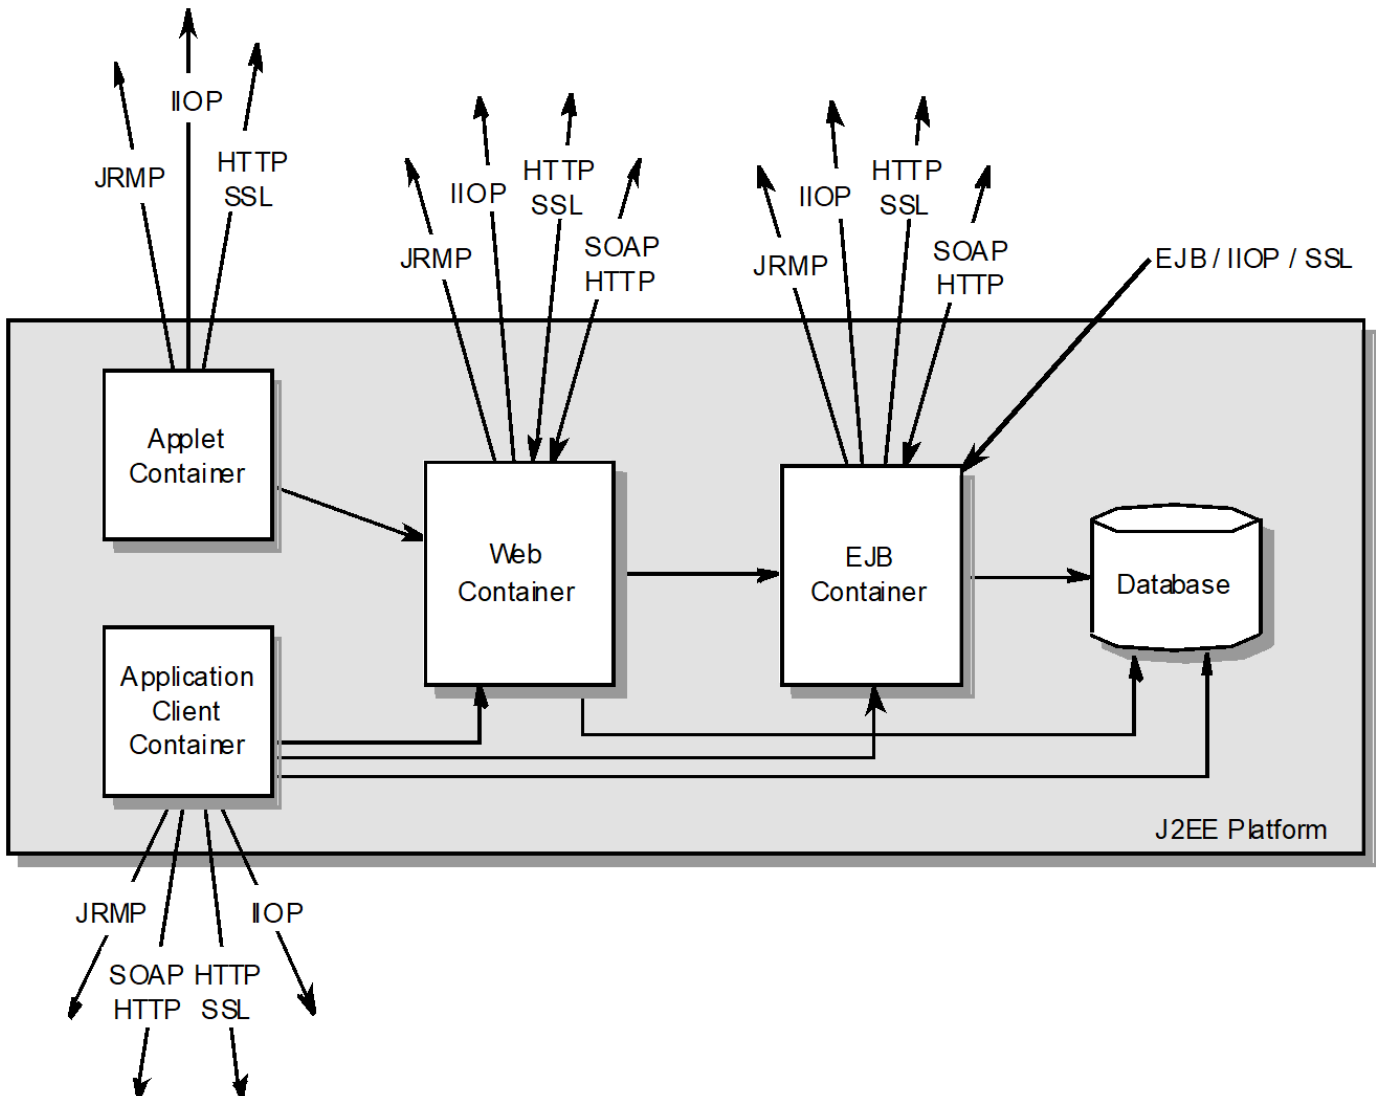 IIOP
JRMP
HTTP
SSL
JRMP
IIOP
HTTP
SSL
SOAP
HTTP
JRMP
IIOP
HTTP
SSL
SOAP
HTTP
EJB / IIOP / SSL
Applet
Container
Web
Container
EJB
Container
Database
Application
Client
Container
J2EE Platform
JRMP
SOAP
HTTP
HTTP
SSL
IIOP